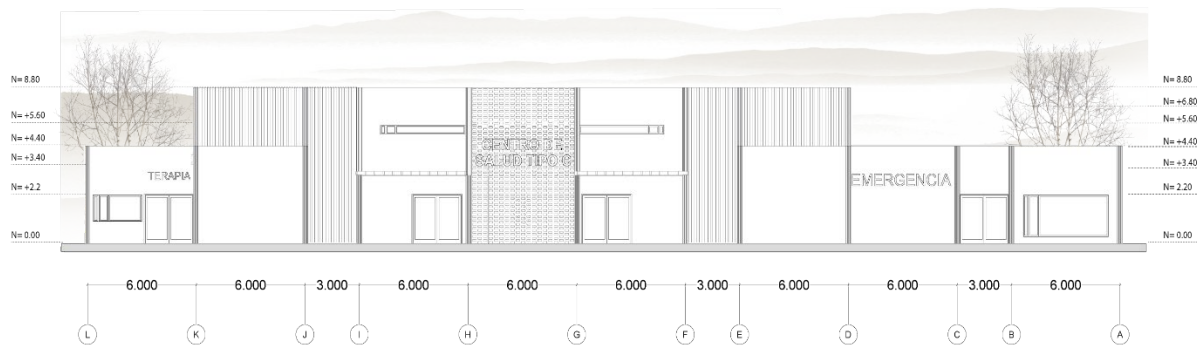 N= 8.80
N= +5.60
N= +4.40
N= +3.40
N= +2.2
N= 0.00
N= 8.80
N= +6.80
N= +5.60
N= +4.40
N= +3.40
N= 2.20
N= 0.00
TERAPIA
CENTRO DE
SALUD TIPO C
EMERGENCIA
6.000 6.000 3.000 6.000 6.000 6.000 3.000 6.000 6.000 3.000 6.000
L K J I H G F E D C B A